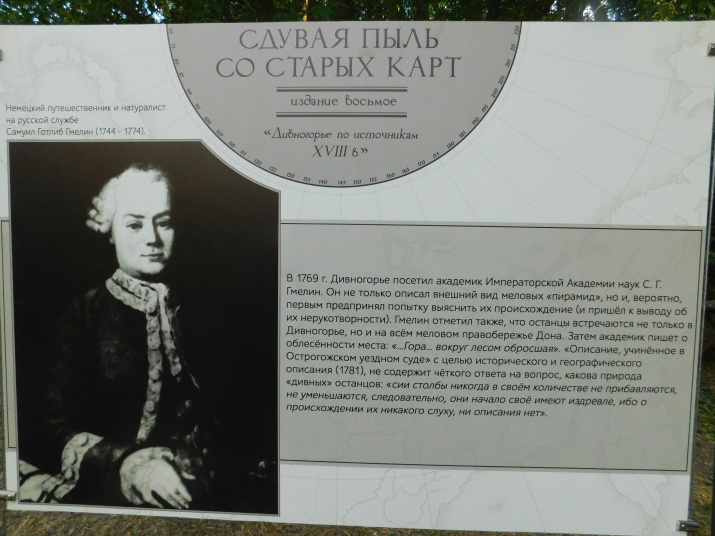 СДУВАЯ ПЫЛЬ
СО СТАРЫХ КАРТ
издание восьмое
«Дивногорье по источникам
XVIII в.»
Немецкий путешественник и натуралист
на русской службе
Самуил Готлиб Гмелин (1744 - 1774).
В 1769 г. Дивногорье посетил академик Императорской Академии наук С. Г.
Гмелин. Он не только описал внешний вид меловых «пирамид», но и, вероятно,
первым предпринял попытку выяснить их происхождение (и пришёл к выводу об
их нерукотворности). Гмелин отметил также, что останцы встречаются не только в
Дивногорье, но и на всём меловом правобережье Дона. Затем академик пишет о
облесённости места: «...Гора... вокруг лесом обросшая». «Описание, учинённое в
Острогожском уездном суде» с целью исторического и географического
описания (1781), не содержит чёткого ответа на вопрос, какова природа
«дивных» останцов: «сии столбы никогда в своём количестве не прибавляются,
не уменьшаются, следовательно, они начало своё имеют издревле, ибо о
происхождении их никакого слуху, ни описания нет».